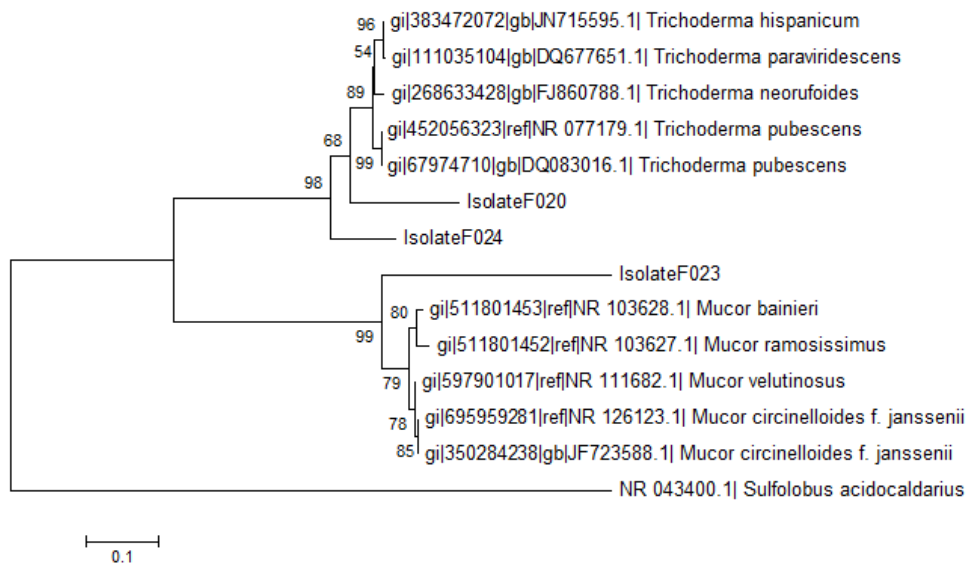 96
gi|383472072|gb|JN715595.1| Trichoderma hispanicum
54
gi|111035104|gb|DQ677651.1| Trichoderma paraviridescens
89
gi|268633428|gb|FJ860788.1| Trichoderma neorufoides
gi|452056323|ref|NR 077179.1| Trichoderma pubescens
68
99
gi|67974710|gb|DQ083016.1| Trichoderma pubescens
98
IsolateF020
IsolateF024
IsolateF023
80
gi|511801453|ref|NR 103628.1| Mucor bainieri
99
gi|511801452|ref|NR 103627.1| Mucor ramosissimus
79
gi|597901017|ref|NR 111682.1| Mucor velutinosus
78
gi|695959281|ref|NR 126123.1| Mucor circinelloides f. janssenii
85
gi|350284238|gb|JF723588.1| Mucor circinelloides f. janssenii
NR 043400.1| Sulfolobus acidocaldarius
0.1